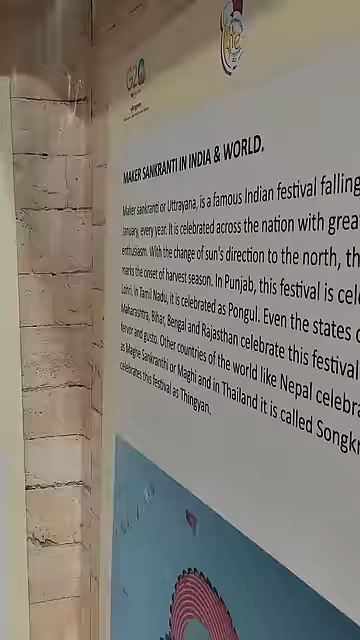 G20
MAKER SANKRANTI IN INDIA & WORLD.
Maker sankranti or Uttrayana, is a famous Indian festival falling
January, every year. It is celebrated across the nation with grea
enthusiasm. With the change of sun's direction to the north, th
marks the onset of harvest season. In Punjab, this festival is cel
Lohri, in Tamil Nadu, it is celebrated as Pongul. Even the states o
Maharashtra, Bihar, Bengal and Rajasthan celebrate this festival
fervor and gusto. Other countries of the world like Nepal celebra
as Maghe Sankranthi or Maghi and in Thailand it is called Songkr
celebrates this festival as Thingyan.